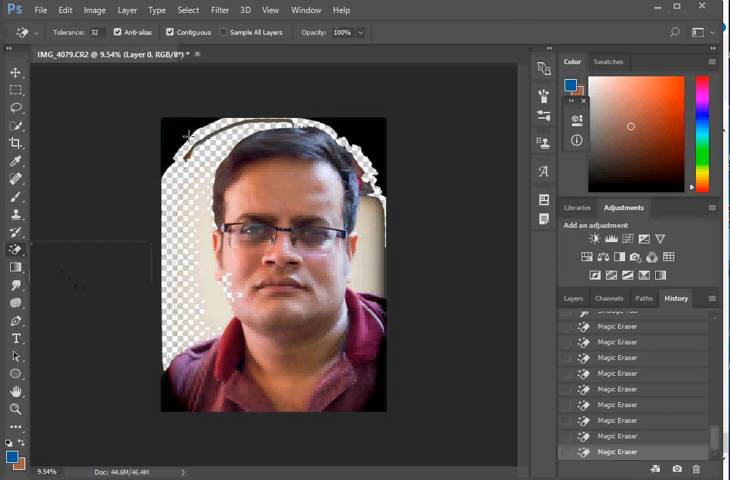 Ps File Edit Image Layer Type Select Filter 3D View Window Help
Tolerance: 32 Anti-alias Contiguous Sample All Layers Opacity: 100%
IMG_4079.CR2 @ 9.54% (Layer 0, RGB/8*) *
Color Swatches
Libraries Adjustments
Add an adjustment
Layers Channels Paths History
Smudge Tool
Magic Eraser
Magic Eraser
Magic Eraser
Magic Eraser
Magic Eraser
Magic Eraser
Magic Eraser
Magic Eraser
Magic Eraser
9.54% Doc: 44.6M/46.4M